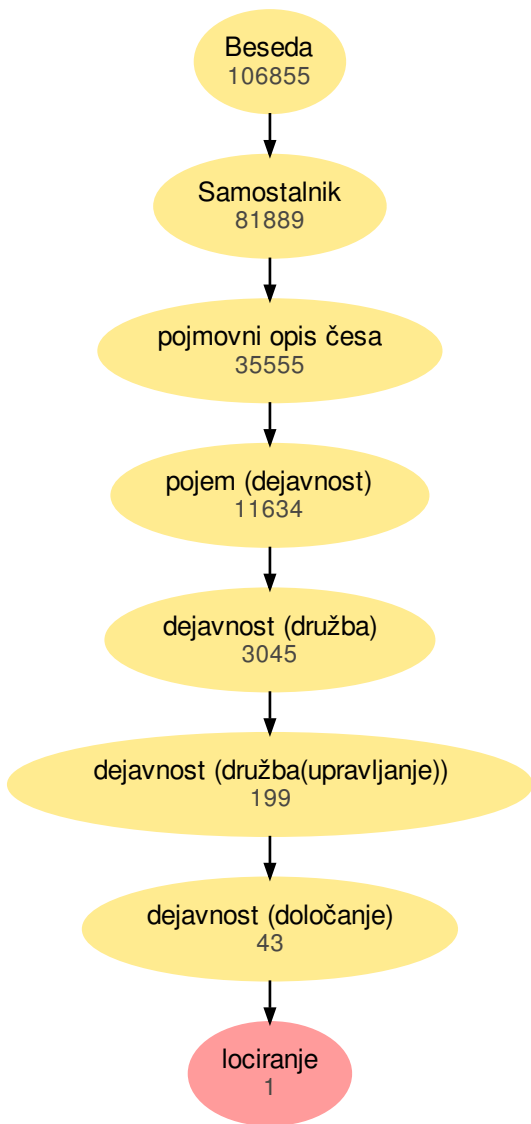 Beseda
106855
Samostalnik
81889
pojmovni opis česa
35555
pojem (dejavnost)
11634
dejavnost (družba)
3045
dejavnost (družba(upravljanje))
199
dejavnost (določanje)
43
lociranje
1